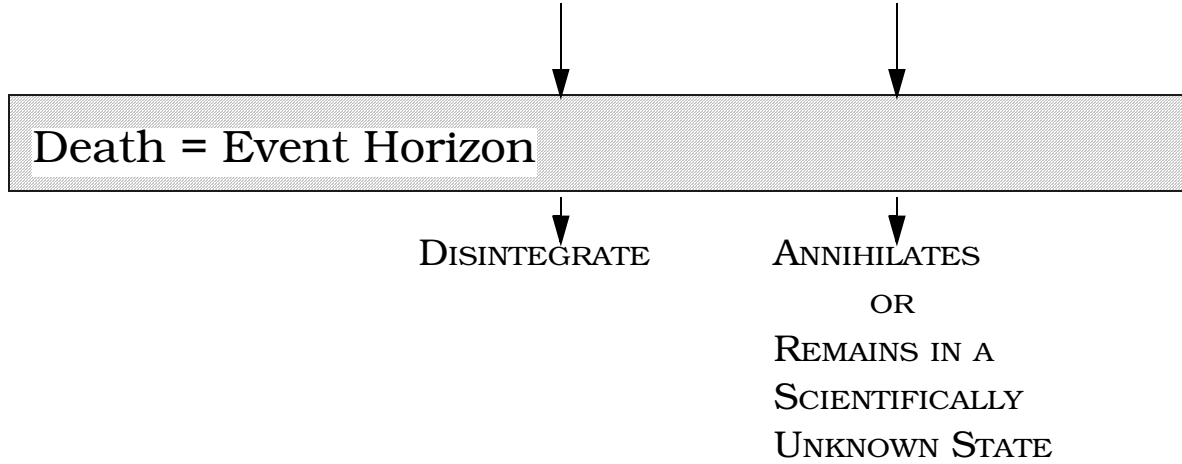 Death = Event Horizon
DISINTEGRATE
ANNIHILATES
OR
REMAINS IN A
SCIENTIFICALLY
UNKNOWN STATE